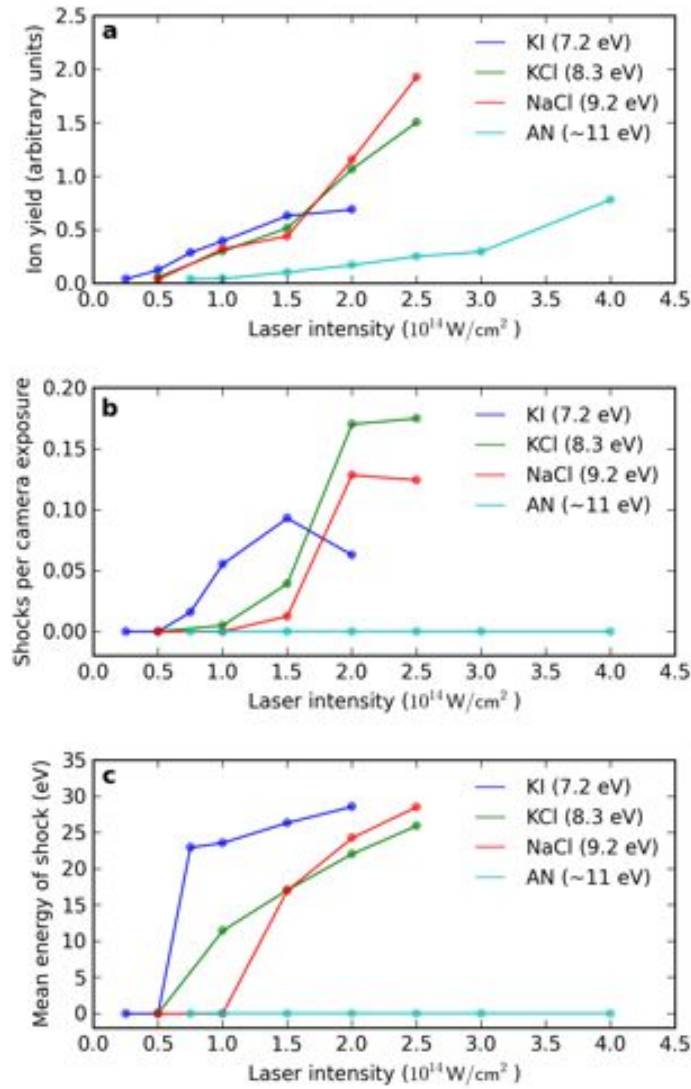 a
2.5
2.0
1.5
1.0
0.5
0.0
Ion yield (arbitrary units)
KI (7.2 eV)
KCl (8.3 eV)
NaCl (9.2 eV)
AN (~11 eV)
0.0 0.5 1.0 1.5 2.0 2.5 3.0 3.5 4.0 4.5
Laser intensity (10¹⁴ W/cm² )
b
0.20
0.15
0.10
0.05
0.00
Shocks per camera exposure
KI (7.2 eV)
KCl (8.3 eV)
NaCl (9.2 eV)
AN (~11 eV)
0.0 0.5 1.0 1.5 2.0 2.5 3.0 3.5 4.0 4.5
Laser intensity (10¹⁴ W/cm² )
c
35
30
25
20
15
10
5
0
Mean energy of shock (eV)
KI (7.2 eV)
KCl (8.3 eV)
NaCl (9.2 eV)
AN (~11 eV)
0.0 0.5 1.0 1.5 2.0 2.5 3.0 3.5 4.0 4.5
Laser intensity (10¹⁴ W/cm² )